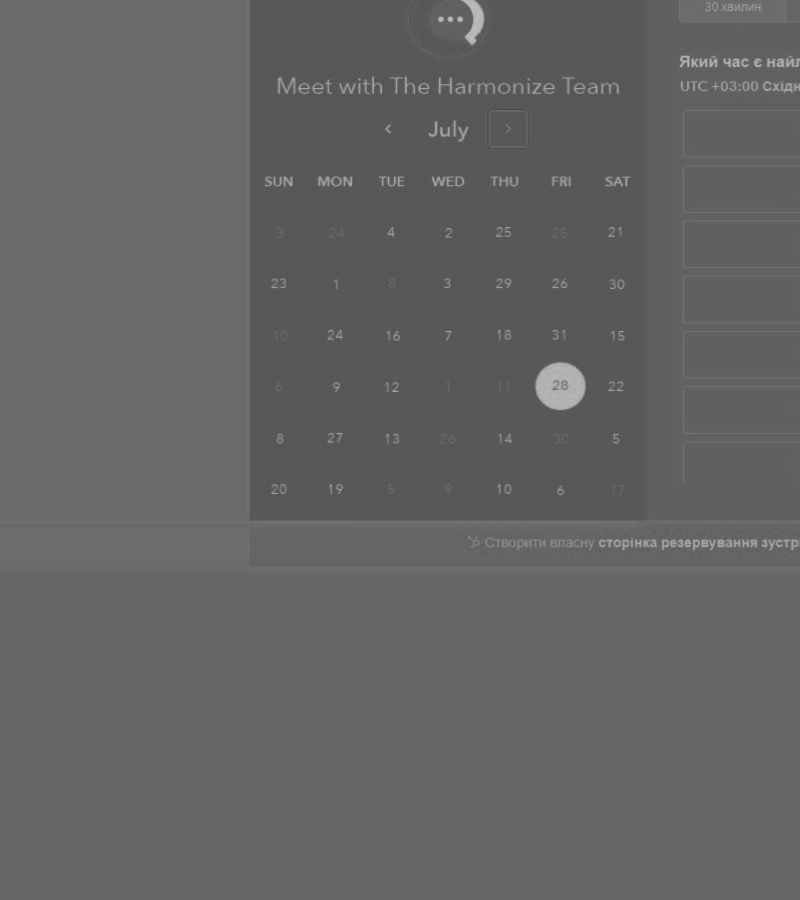 30 хвилин
Meet with The Harmonize Team
July
SUN MON TUE WED THU FRI SAT
3 24 4 2 25 25 21
23 1 8 3 29 26 30
10 24 16 7 18 31 15
6 9 12 1 11 28 22
8 27 13 26 14 30 5
20 19 5 9 10 6 17
Який час є най
UTC +03:00
Створити власну сторінка резервування